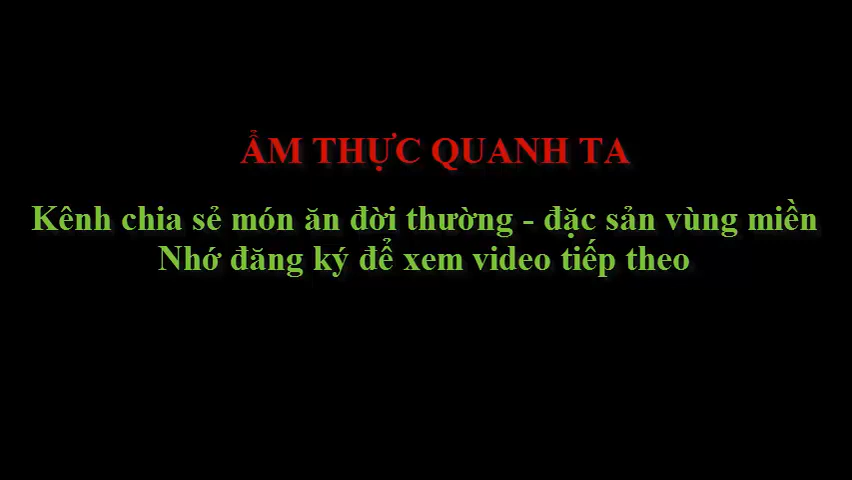 ẨM THỰC QUANH TA
Kênh chia sẻ món ăn đời thường - đặc sản vùng miền
Nhớ đăng ký để xem video tiếp theo